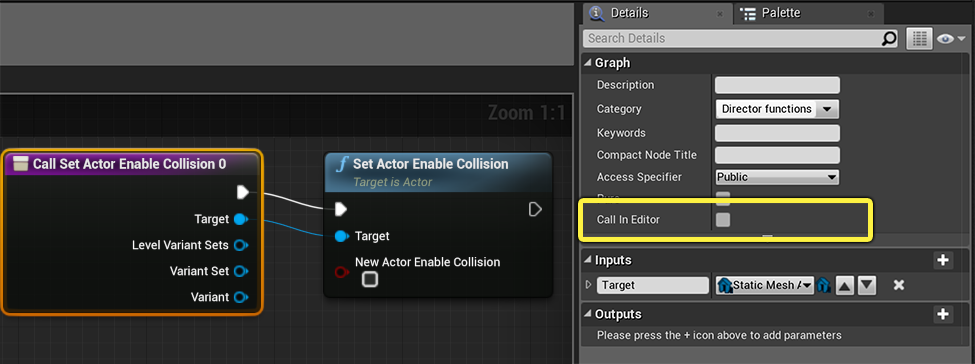 Details
Palette
Search Details
Graph
Description
Category
Director functions
Keywords
Compact Node Title
Access Specifier
Public
Call In Editor
Inputs
Target
Static Mesh A
Outputs
Please press the + icon above to add parameters
Zoom 1:1
Call Set Actor Enable Collision 0
Target
Level Variant Sets
Variant Set
Variant
f Set Actor Enable Collision
Target is Actor
Target
New Actor Enable Collision